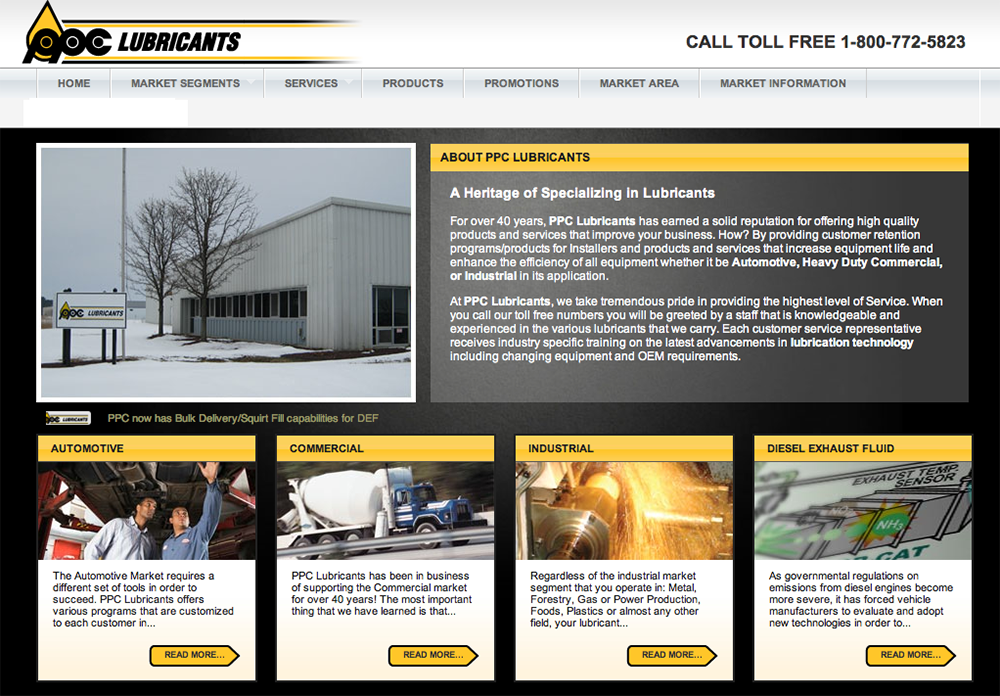 ppc LUBRICANTS
CALL TOLL FREE 1-800-772-5823
HOME
MARKET SEGMENTS
SERVICES
PRODUCTS
PROMOTIONS
MARKET AREA
MARKET INFORMATION
ppc LUBRICANTS
ABOUT PPC LUBRICANTS
A Heritage of Specializing in Lubricants
For over 40 years, PPC Lubricants has earned a solid reputation for offering high quality
products and services that improve your business. How? By providing customer retention
programs/products for Installers and products and services that increase equipment life and
enhance the efficiency of all equipment whether it be Automotive, Heavy Duty Commercial,
or Industrial in its application.
At PPC Lubricants, we take tremendous pride in providing the highest level of Service. When
you call our toll free numbers you will be greeted by a staff that is knowledgeable and
experienced in the various lubricants that we carry. Each customer service representative
receives industry specific training on the latest advancements in lubrication technology
including changing equipment and OEM requirements.
ppc LUBRICANTS
PPC now has Bulk Delivery/Squirt Fill capabilities for DEF
AUTOMOTIVE
The Automotive Market requires a
different set of tools in order to
succeed. PPC Lubricants offers
various programs that are customized
to each customer in...
READ MORE...
COMMERCIAL
PPC Lubricants has been in business
of supporting the Commercial market
for over 40 years! The most important
thing that we have learned is that...
READ MORE...
INDUSTRIAL
Regardless of the industrial market
segment that you operate in: Metal,
Forestry, Gas or Power Production,
Foods, Plastics or almost any other
field, your lubricant...
READ MORE...
DIESEL EXHAUST FLUID
EXHAUST TEMP.
SENSOR
NH3
CAT
As governmental regulations on
emissions from diesel engines become
more severe, it has forced vehicle
manufacturers to evaluate and adopt
new technologies in order to...
READ MORE...